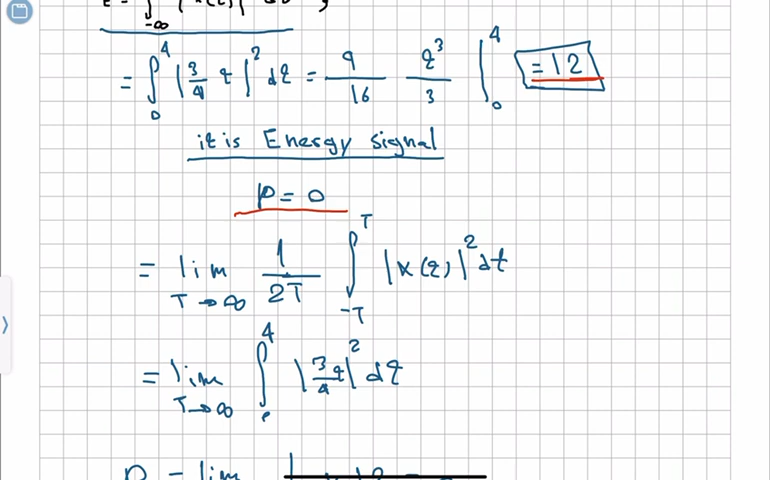 = ∫₀⁴ |3/4 t|² dt = 9/16 t³/3 |₀⁴ = 12
it is Energy signal
P = 0
= lim T→∞ 1/2T ∫₋T^T |x(t)|² dt
= lim T→∞ ∫₀⁴ |3/4 t|² dt